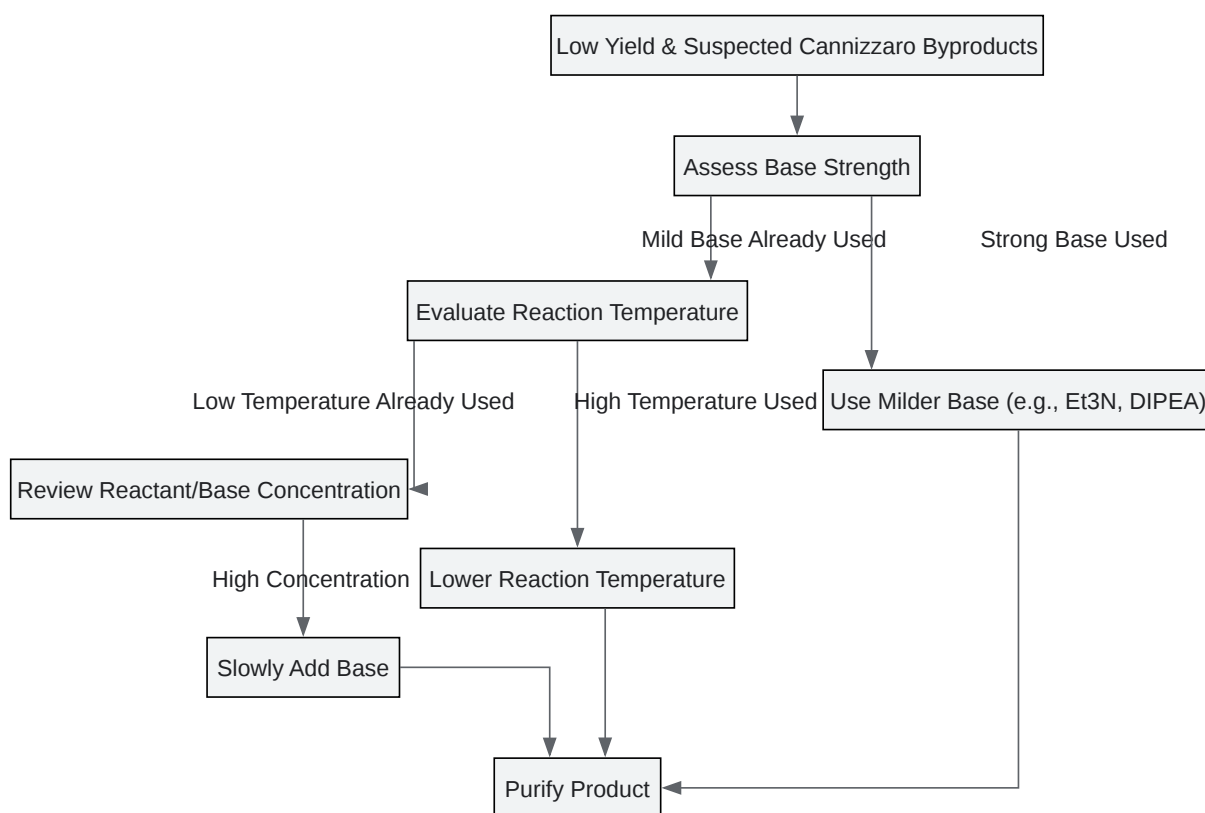 Low Yield & Suspected Cannizzaro Byproducts
Assess Base Strength
Mild Base Already Used
Strong Base Used
Evaluate Reaction Temperature
Low Temperature Already Used
High Temperature Used
Use Milder Base (e.g., Et3N, DIPEA)
Review Reactant/Base Concentration
High Concentration
Lower Reaction Temperature
Slowly Add Base
Purify Product